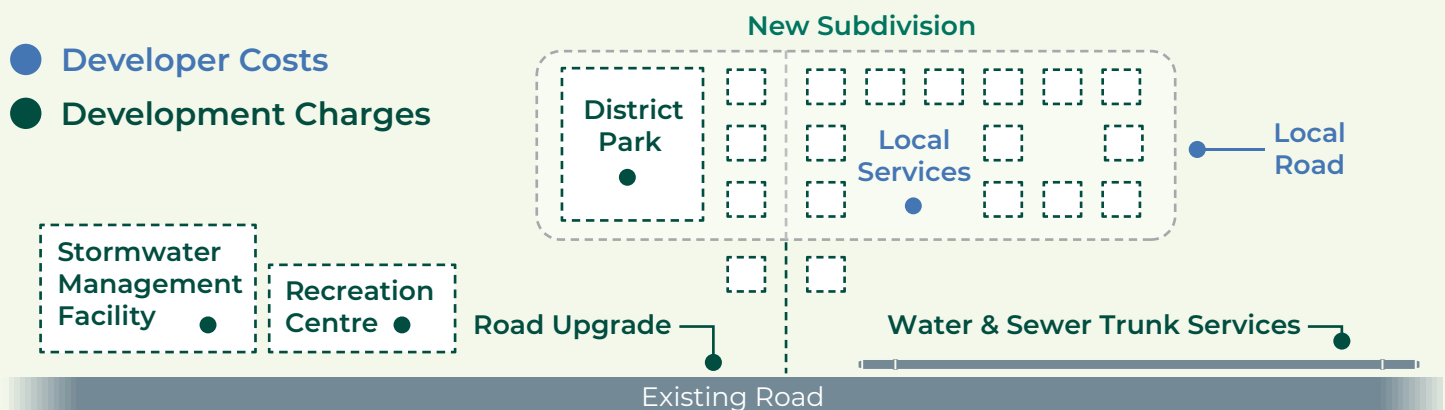 New Subdivision
Developer Costs
Development Charges
District
Park
Local
Services
Local
Road
Stormwater
Management
Facility
Recreation
Centre
Road Upgrade
Water & Sewer Trunk Services
Existing Road